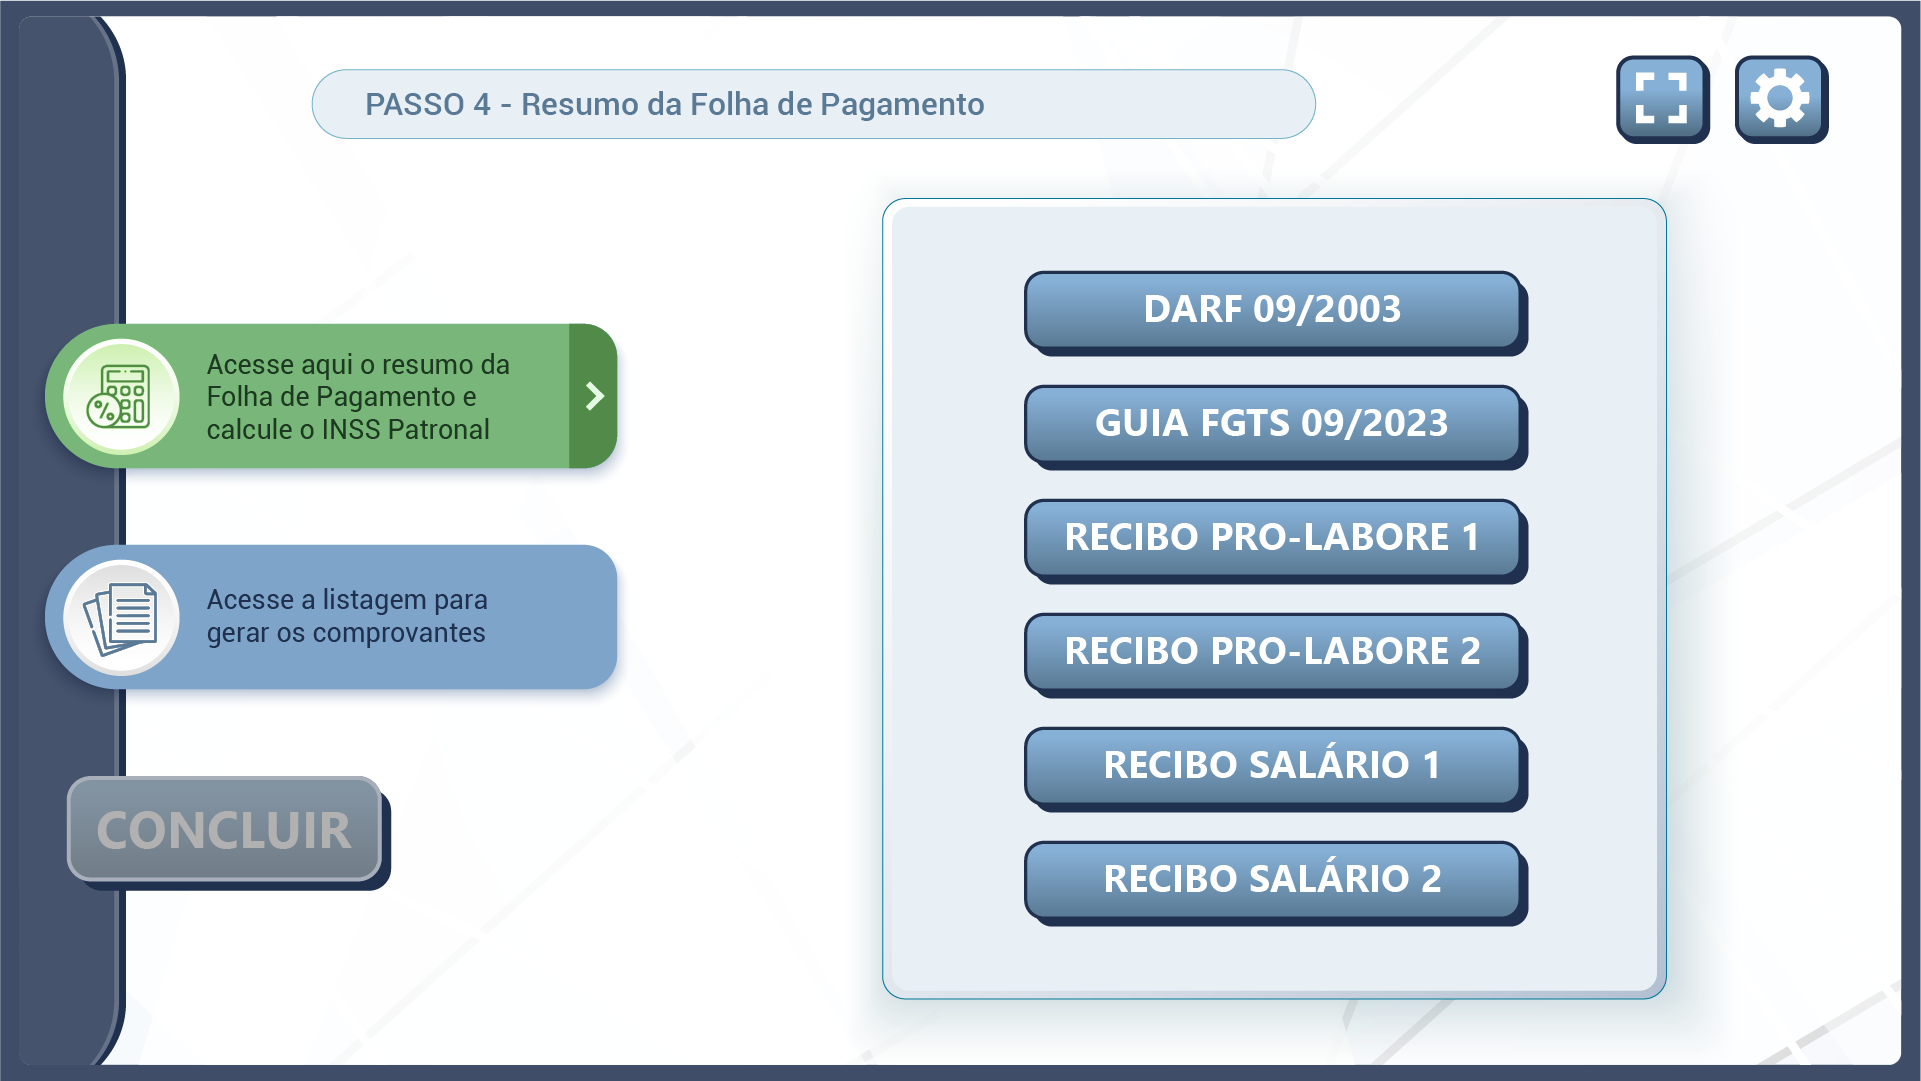 PASSO 4 - Resumo da Folha de Pagamento
Acesse aqui o resumo da
Folha de Pagamento e
calcule o INSS Patronal
Acesse a listagem para
gerar os comprovantes
CONCLUIR
DARF 09/2003
GUIA FGTS 09/2023
RECIBO PRO-LABORE 1
RECIBO PRO-LABORE 2
RECIBO SALÁRIO 1
RECIBO SALÁRIO 2